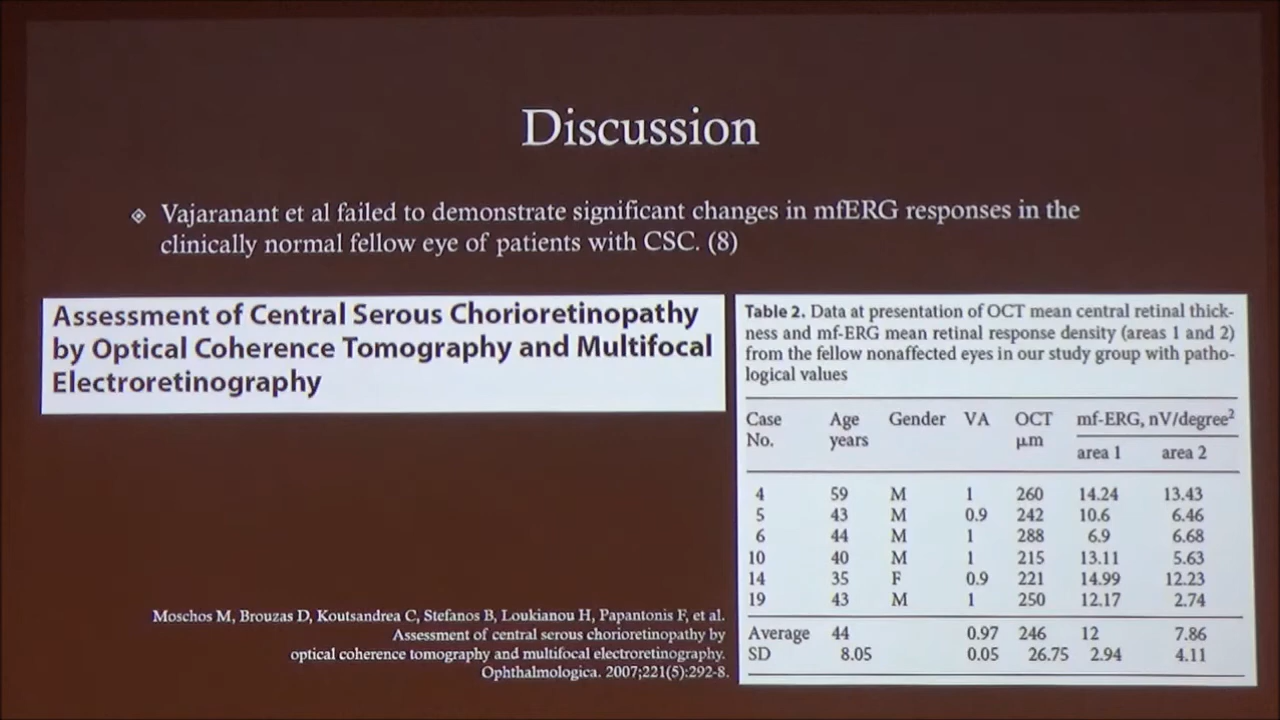 Discussion
Vajaranant et al failed to demonstrate significant changes in mfERG responses in the
clinically normal fellow eye of patients with CSC. (8)
Assessment of Central Serous Chorioretinopathy
by Optical Coherence Tomography and Multifocal
Electroretinography
Moschos M, Brouzas D, Koutsandrea C, Stefanos B, Loukianou H, Papantonis F, et al.
Assessment of central serous chorioretinopathy by
optical coherence tomography and multifocal electroretinography.
Ophthalmologica. 2007;221(5):292-8.
Table 2. Data at presentation of OCT mean central retinal thick-
ness and mf-ERG mean retinal response density (areas 1 and 2)
from the fellow nonaffected eyes in our study group with patho-
logical values
Case Age Gender VA OCT mf-ERG, nV/degree²
No. years μm area 1 area 2
4 59 M 1 260 14.24 13.43
5 43 M 0.9 242 10.6 6.46
6 44 M 1 288 6.9 6.68
10 40 M 1 215 13.11 5.63
14 35 F 0.9 221 14.99 12.23
19 43 M 1 250 12.17 2.74
Average 44 0.97 246 12 7.86
SD 8.05 0.05 26.75 2.94 4.11